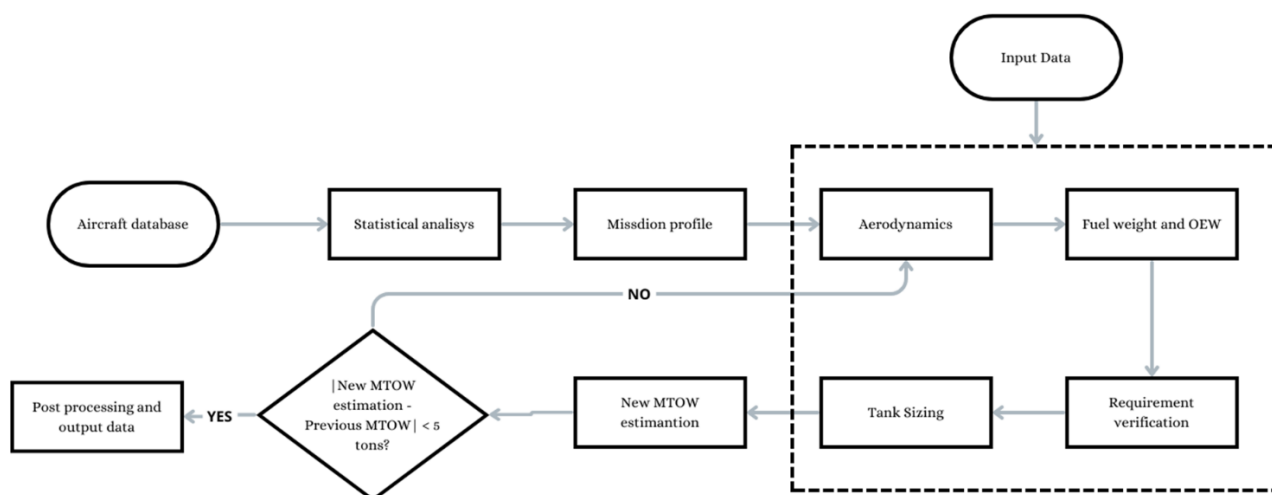 Input Data
Aircraft database
Statistical analisys
Missdion profile
Aerodynamics
Fuel weight and OEW
NO
Post processing and
output data
YES
|New MTOW
estimation -
Previous MTOW| < 5
tons?
New MTOW
estimantion
Tank Sizing
Requirement
verification